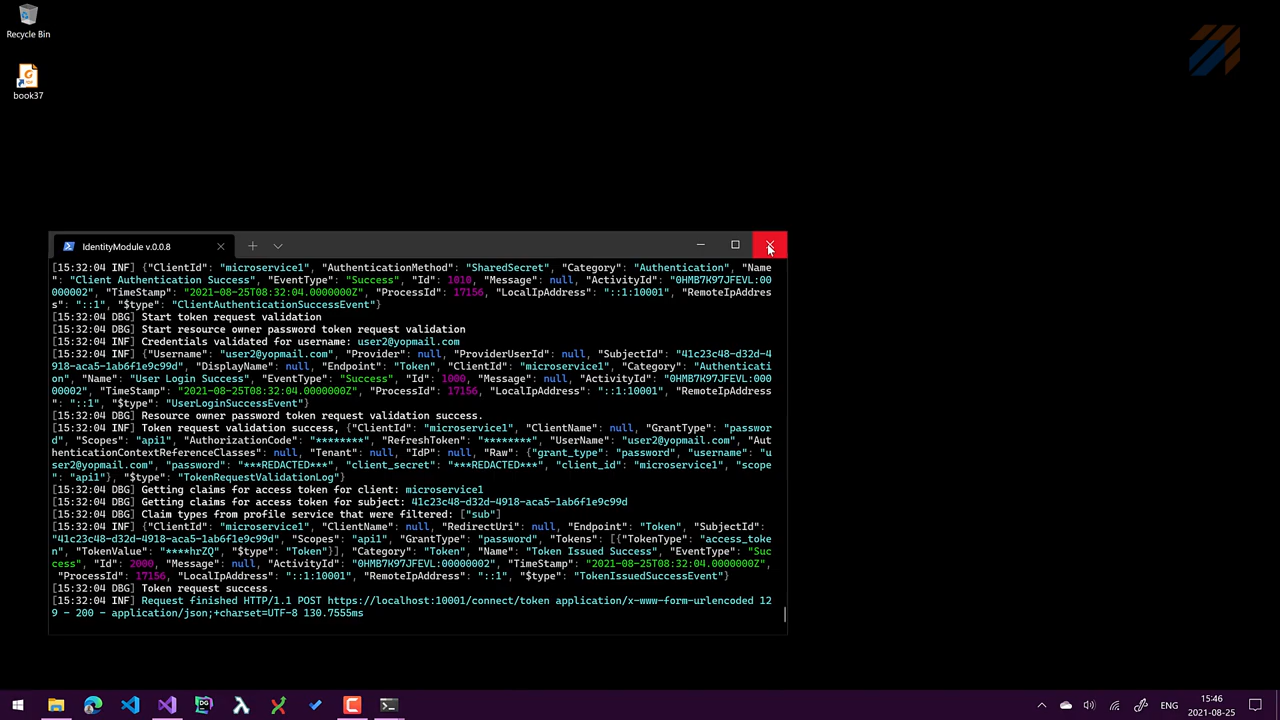 Recycle Bin
book37
IdentityModule v.0.0.8
[15:32:04 INF] {"ClientId": "microservice1", "AuthenticationMethod": "SharedSecret", "Category": "Authentication", "Name
": "Client Authentication Success", "EventType": "Success", "Id": 1010, "Message": null, "ActivityId": "0HMB7K97JFEVL:00
000002", "TimeStamp": "2021-08-25T08:32:04.0000000Z", "ProcessId": 17156, "LocalIpAddress": "::1:10001", "RemoteIpAddres
s": "::1", "$type": "ClientAuthenticationSuccessEvent"}
[15:32:04 DBG] Start token request validation
[15:32:04 DBG] Start resource owner password token request validation
[15:32:04 INF] Credentials validated for username: user2@yopmail.com
[15:32:04 INF] {"Username": "user2@yopmail.com", "Provider": null, "ProviderUserId": null, "SubjectId": "41c23c48-d32d-4
918-aca5-1ab6f1e9c99d", "DisplayName": null, "Endpoint": "Token", "ClientId": "microservice1", "Category": "Authenticati
on", "Name": "User Login Success", "EventType": "Success", "Id": 1000, "Message": null, "ActivityId": "0HMB7K97JFEVL:000
00002", "TimeStamp": "2021-08-25T08:32:04.0000000Z", "ProcessId": 17156, "LocalIpAddress": "::1:10001", "RemoteIpAddress
": "::1", "$type": "UserLoginSuccessEvent"}
[15:32:04 DBG] Resource owner password token request validation success.
[15:32:04 INF] Token request validation success, {"ClientId": "microservice1", "ClientName": null, "GrantType": "passwor
d", "Scopes": "api1", "AuthorizationCode": "********", "RefreshToken": "********", "UserName": "user2@yopmail.com", "Aut
henticationContextReferenceClasses": null, "Tenant": null, "IdP": null, "Raw": {"grant_type": "password", "username": "u
ser2@yopmail.com", "password": "***REDACTED***", "client_secret": "***REDACTED***", "client_id": "microservice1", "scope
": "api1"}, "$type": "TokenRequestValidationLog"}
[15:32:04 DBG] Getting claims for access token for client: microservice1
[15:32:04 DBG] Getting claims for access token for subject: 41c23c48-d32d-4918-aca5-1ab6f1e9c99d
[15:32:04 DBG] Claim types from profile service that were filtered: ["sub"]
[15:32:04 INF] {"ClientId": "microservice1", "ClientName": null, "RedirectUri": null, "Endpoint": "Token", "SubjectId":
"41c23c48-d32d-4918-aca5-1ab6f1e9c99d", "Scopes": "api1", "GrantType": "password", "Tokens": [{"TokenType": "access_toke
n", "TokenValue": "****hrZQ", "$type": "Token"}], "Category": "Token", "Name": "Token Issued Success", "EventType": "Suc
cess", "Id": 2000, "Message": null, "ActivityId": "0HMB7K97JFEVL:00000002", "TimeStamp": "2021-08-25T08:32:04.0000000Z",
"ProcessId": 17156, "LocalIpAddress": "::1:10001", "RemoteIpAddress": "::1", "$type": "TokenIssuedSuccessEvent"}
[15:32:04 DBG] Token request success.
[15:32:04 INF] Request finished HTTP/1.1 POST https://localhost:10001/connect/token application/x-www-form-urlencoded 12
9 - 200 - application/json;+charset=UTF-8 130.7555ms
ENG
15:46
2021-08-25